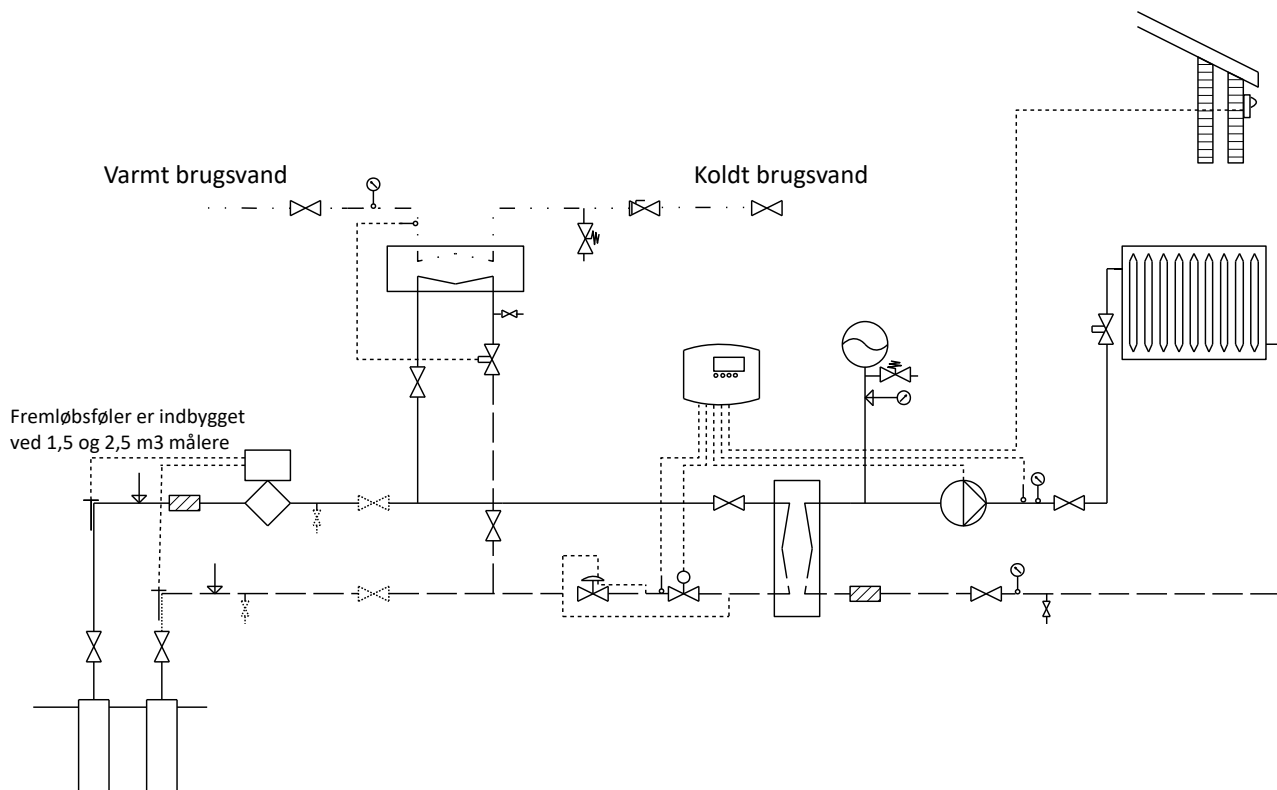 Varmt brugsvand
Koldt brugsvand
Fremløbsføler er indbygget
ved 1,5 og 2,5 m3 målere